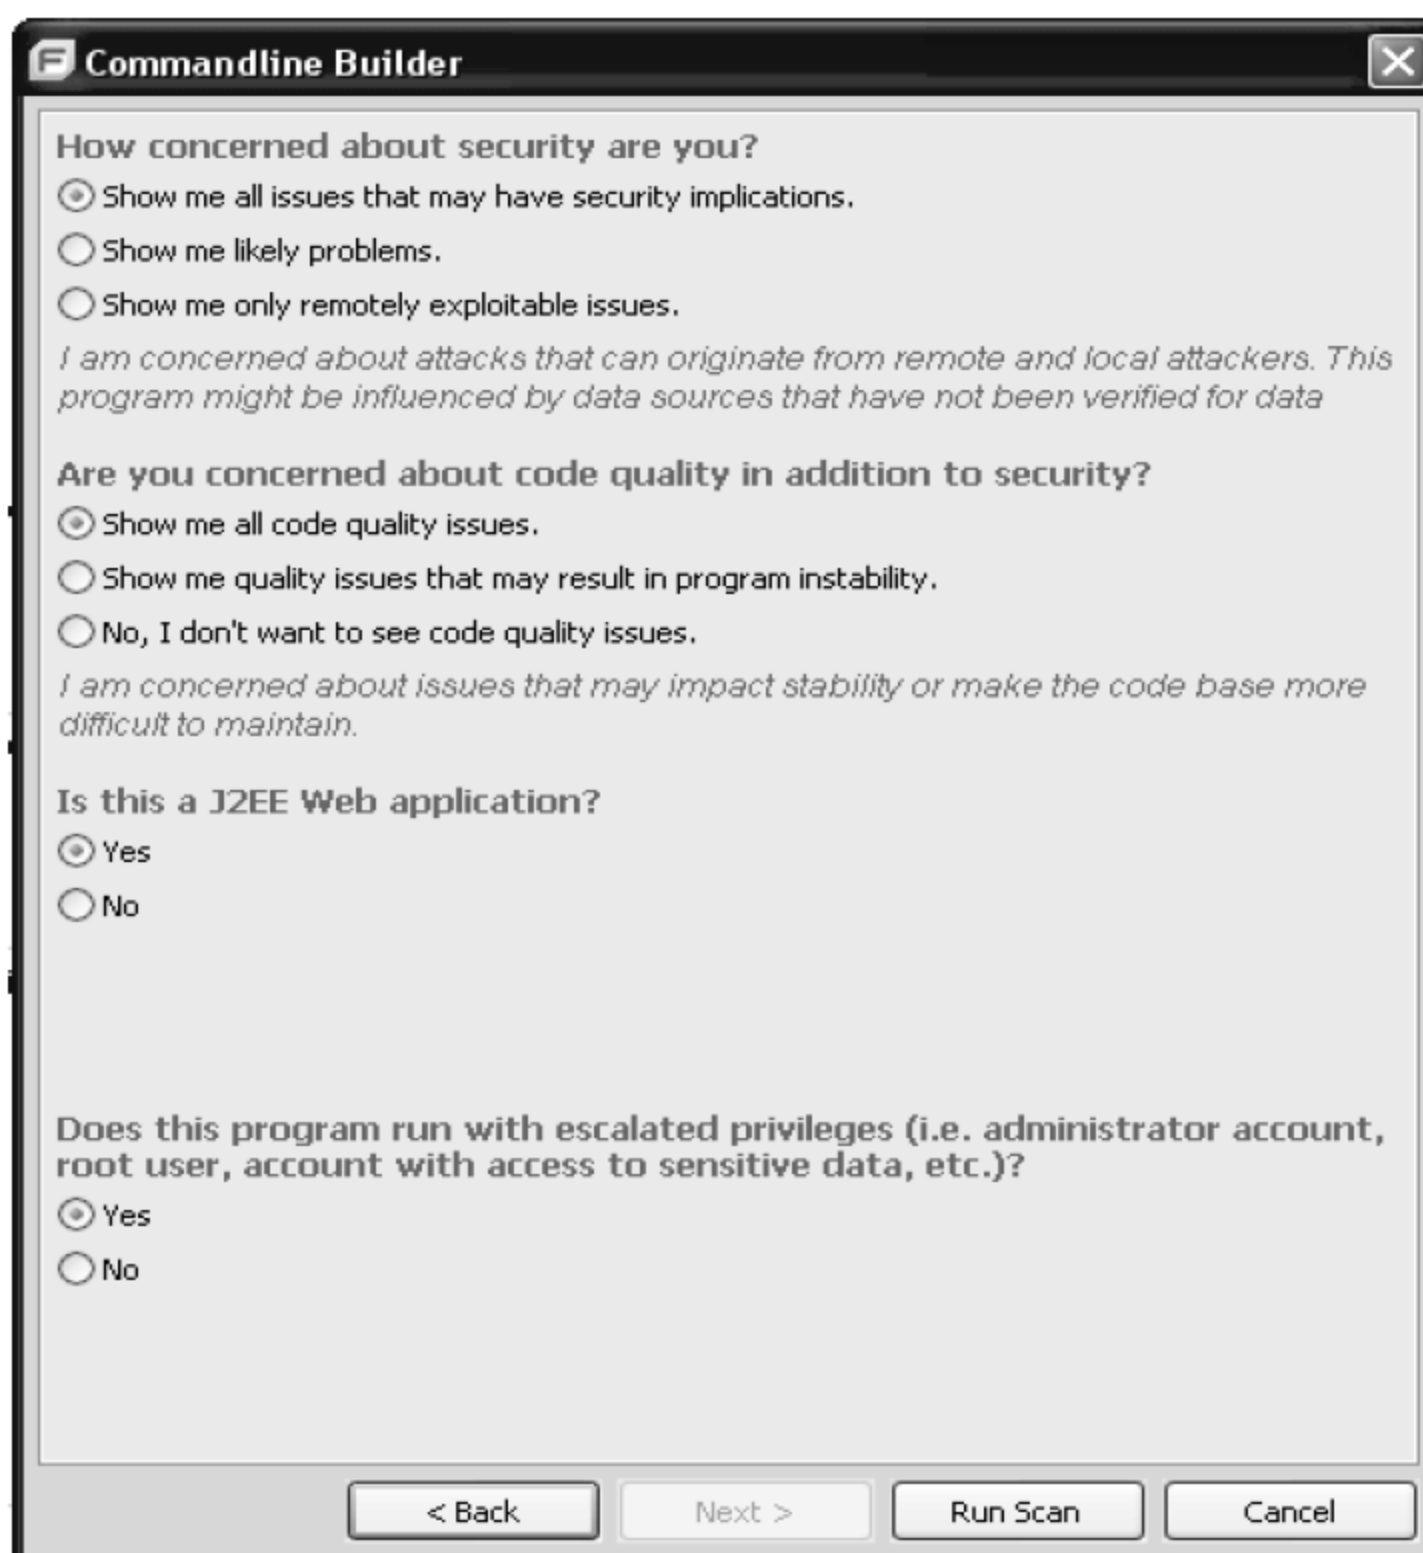 Commandline Builder
How concerned about security are you?
Show me all issues that may have security implications.
Show me likely problems.
Show me only remotely exploitable issues.
I am concerned about attacks that can originate from remote and local attackers. This
program might be influenced by data sources that have not been verified for data
Are you concerned about code quality in addition to security?
Show me all code quality issues.
Show me quality issues that may result in program instability.
No, I don't want to see code quality issues.
I am concerned about issues that may impact stability or make the code base more
difficult to maintain.
Is this a J2EE Web application?
Yes
No
Does this program run with escalated privileges (i.e. administrator account,
root user, account with access to sensitive data, etc.)?
Yes
No
< Back Next > Run Scan Cancel